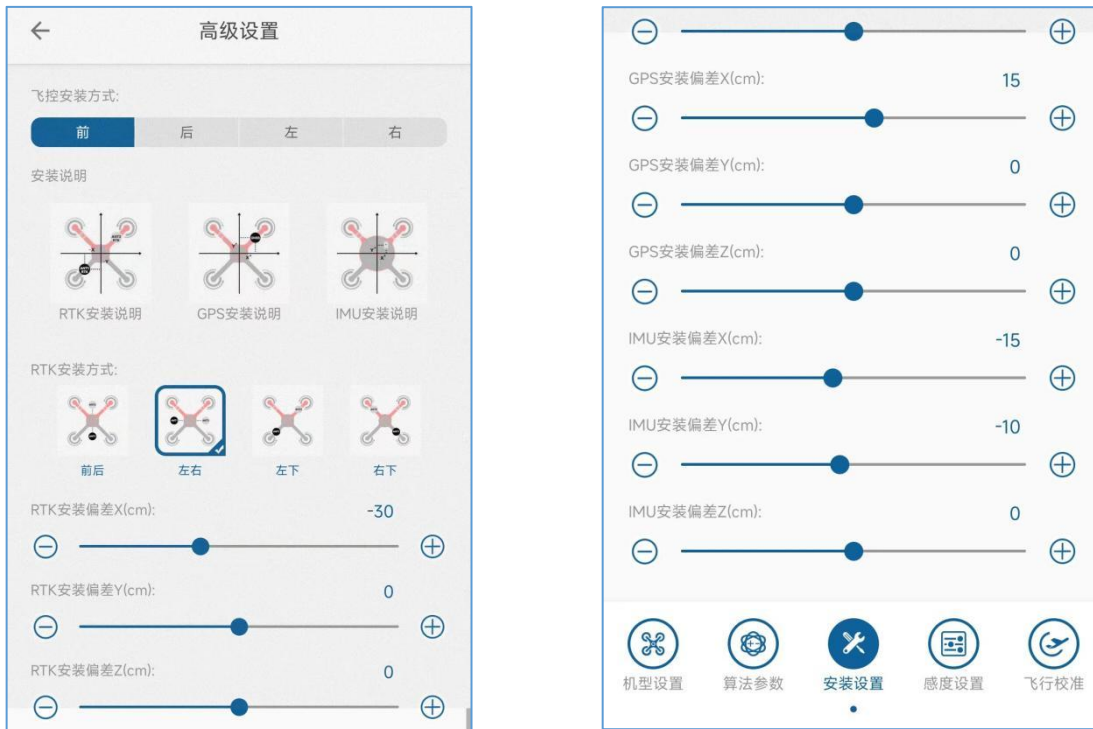 高级设置
飞控安装方式:
前 后 左 右
安装说明
RTK安装说明 GPS安装说明 IMU安装说明
RTK安装方式:
前后 左右 左下 右下
RTK安装偏差X(cm): -30
RTK安装偏差Y(cm): 0
RTK安装偏差Z(cm): 0
GPS安装偏差X(cm): 15
GPS安装偏差Y(cm): 0
GPS安装偏差Z(cm): 0
IMU安装偏差X(cm): -15
IMU安装偏差Y(cm): -10
IMU安装偏差Z(cm): 0
机型设置 算法参数 安装设置 感度设置 飞行校准